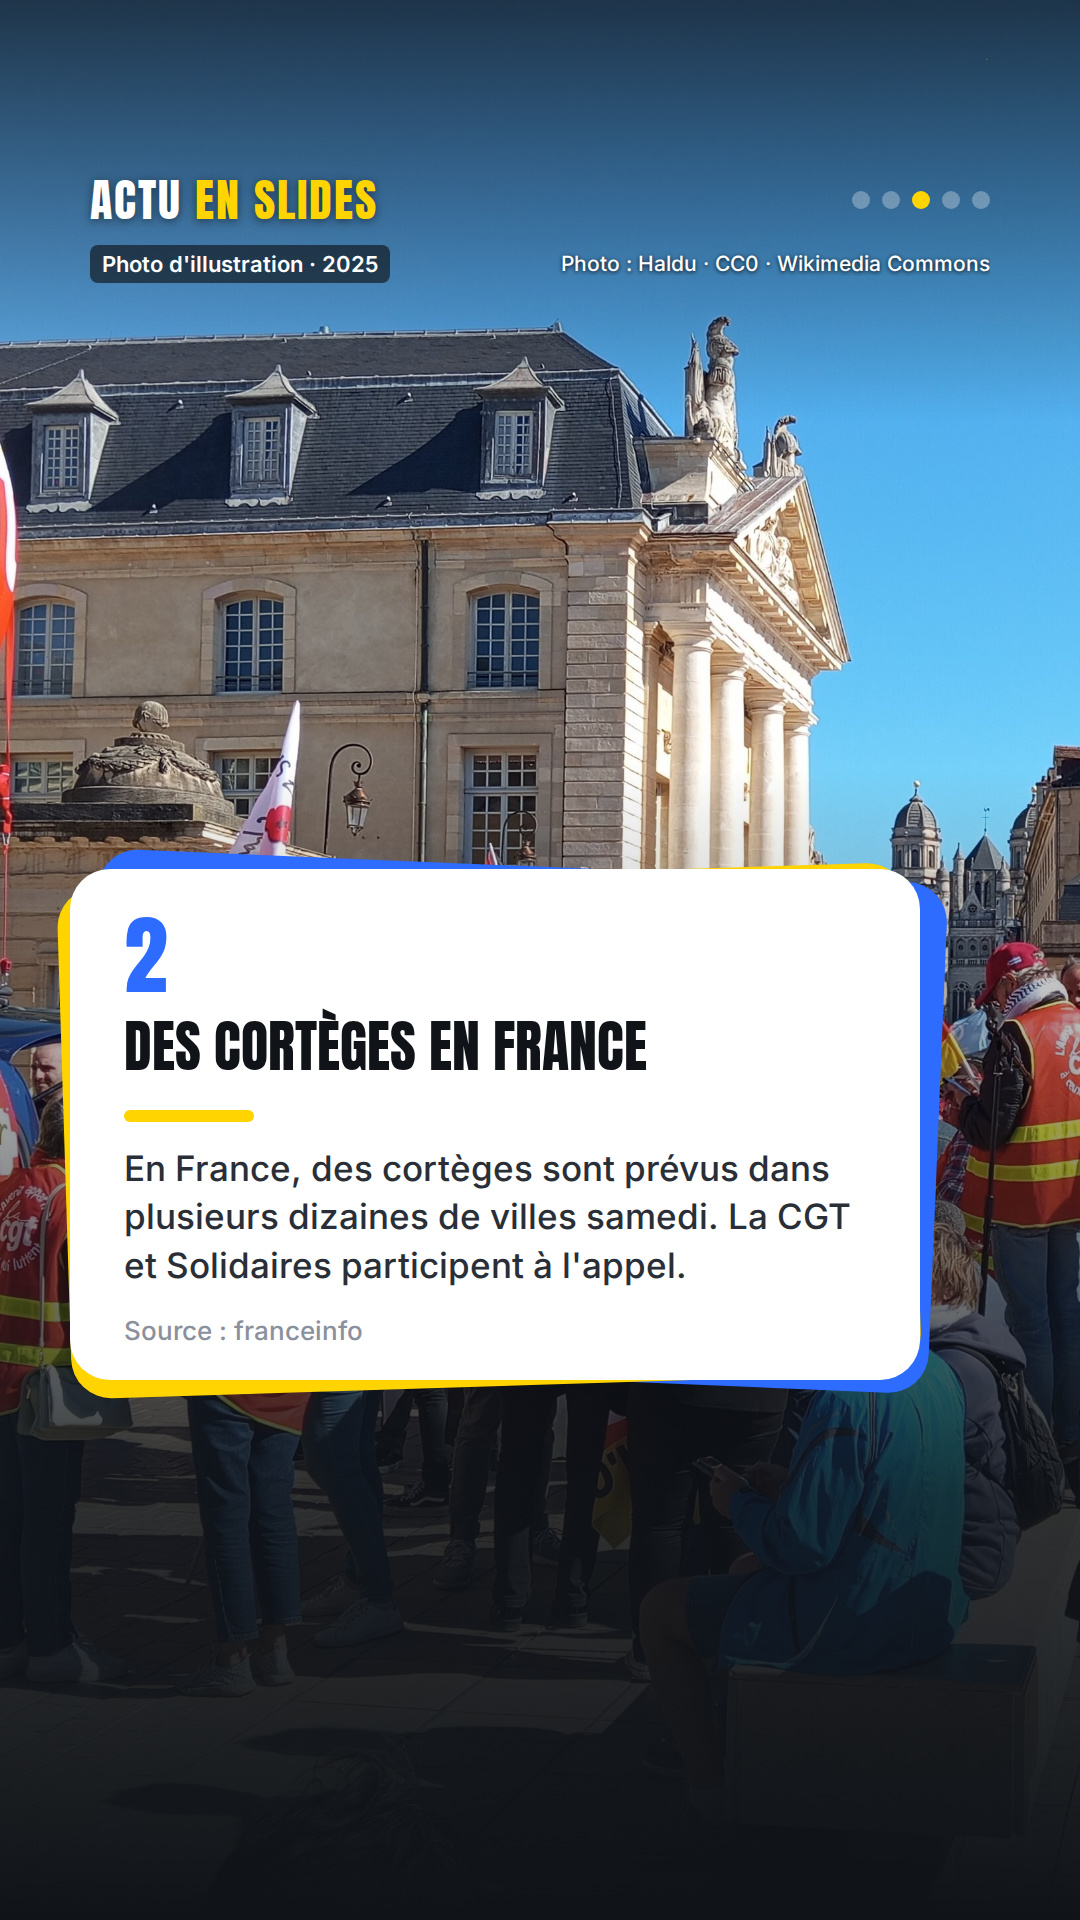 ACTU EN SLIDES
Photo d'illustration · 2025
Photo : Haldu · CC0 · Wikimedia Commons
2
DES CORTÈGES EN FRANCE
En France, des cortèges sont prévus dans
plusieurs dizaines de villes samedi. La CGT
et Solidaires participent à l'appel.
Source : franceinfo
cgt